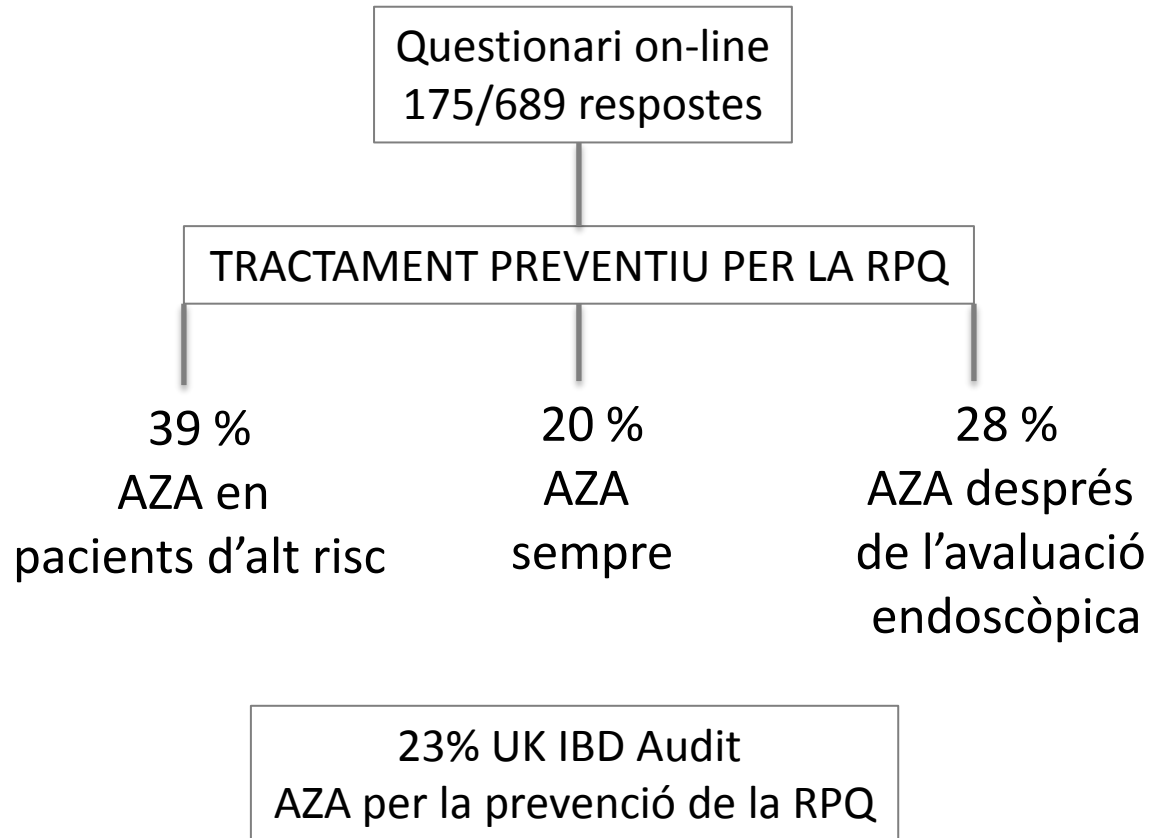 Questionari on-line
175/689 respostes
TRACTAMENT PREVENTIU PER LA RPQ
39 %
AZA en
pacients d’alt risc
20 %
AZA
sempre
28 %
AZA després
de l’avaluació
endoscòpica
23% UK IBD Audit
AZA per la prevenció de la RPQ